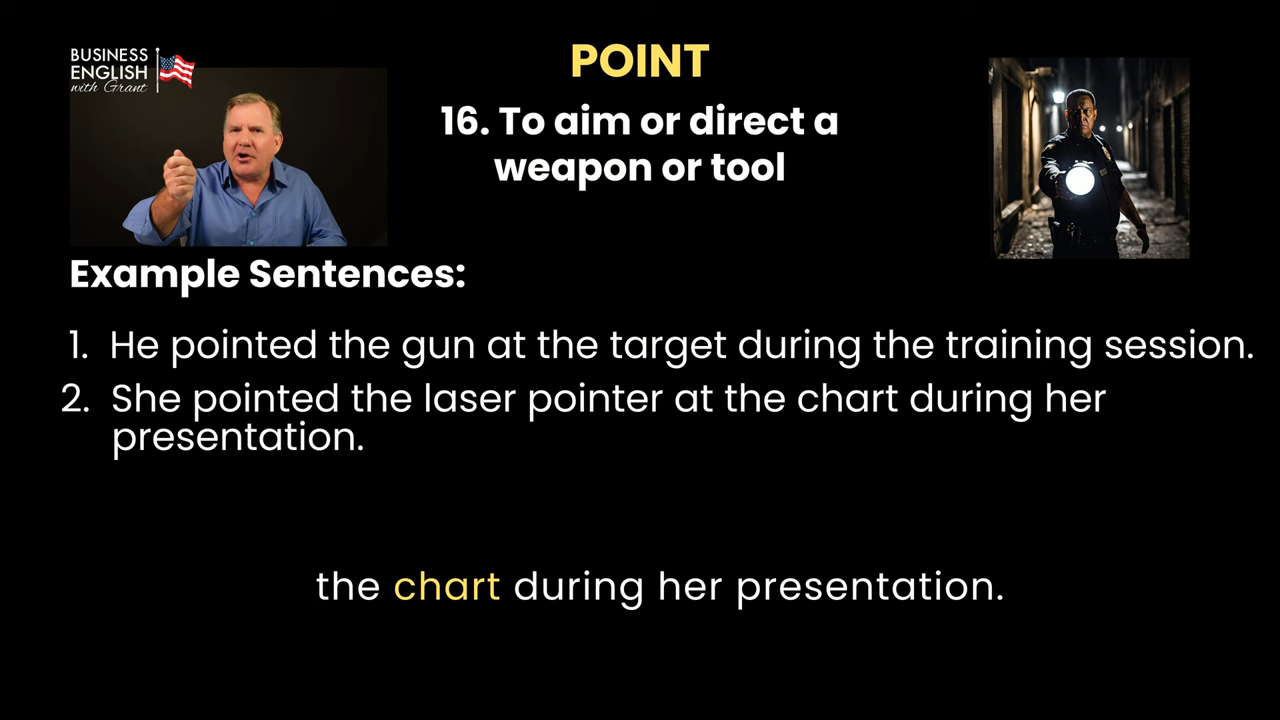 BUSINESS
ENGLISH
with Grant
POINT
16. To aim or direct a
weapon or tool
Example Sentences:
1. He pointed the gun at the target during the training session.
2. She pointed the laser pointer at the chart during her
presentation.
the chart during her presentation.